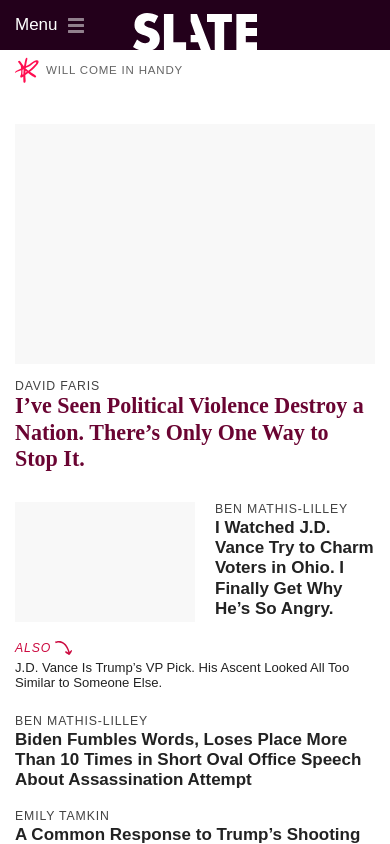 Menu
SLATE
WILL COME IN HANDY
DAVID FARIS
I’ve Seen Political Violence Destroy a
Nation. There’s Only One Way to
Stop It.
BEN MATHIS-LILLEY
I Watched J.D.
Vance Try to Charm
Voters in Ohio. I
Finally Get Why
He’s So Angry.
ALSO
J.D. Vance Is Trump’s VP Pick. His Ascent Looked All Too
Similar to Someone Else.
BEN MATHIS-LILLEY
Biden Fumbles Words, Loses Place More
Than 10 Times in Short Oval Office Speech
About Assassination Attempt
EMILY TAMKIN
A Common Response to Trump’s Shooting